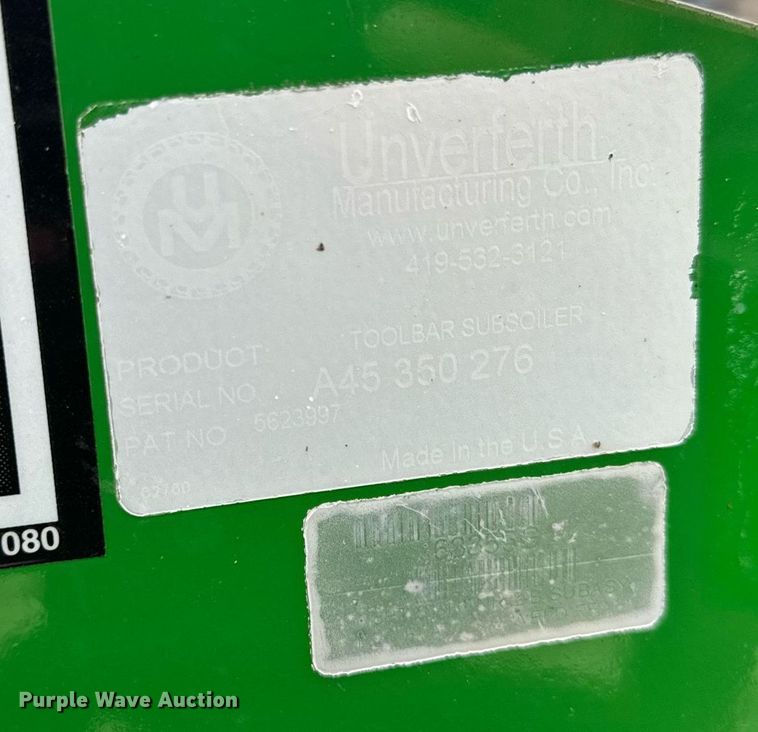 UM
Unverferth
Manufacturing Co., Inc.
www.unverferth.com
419-532-3121
PRODUCT: TOOLBAR SUBSOILER
SERIAL NO. A45 350 276
PAT NO 5623997
Made in the U.S.A.
080
Purple Wave Auction